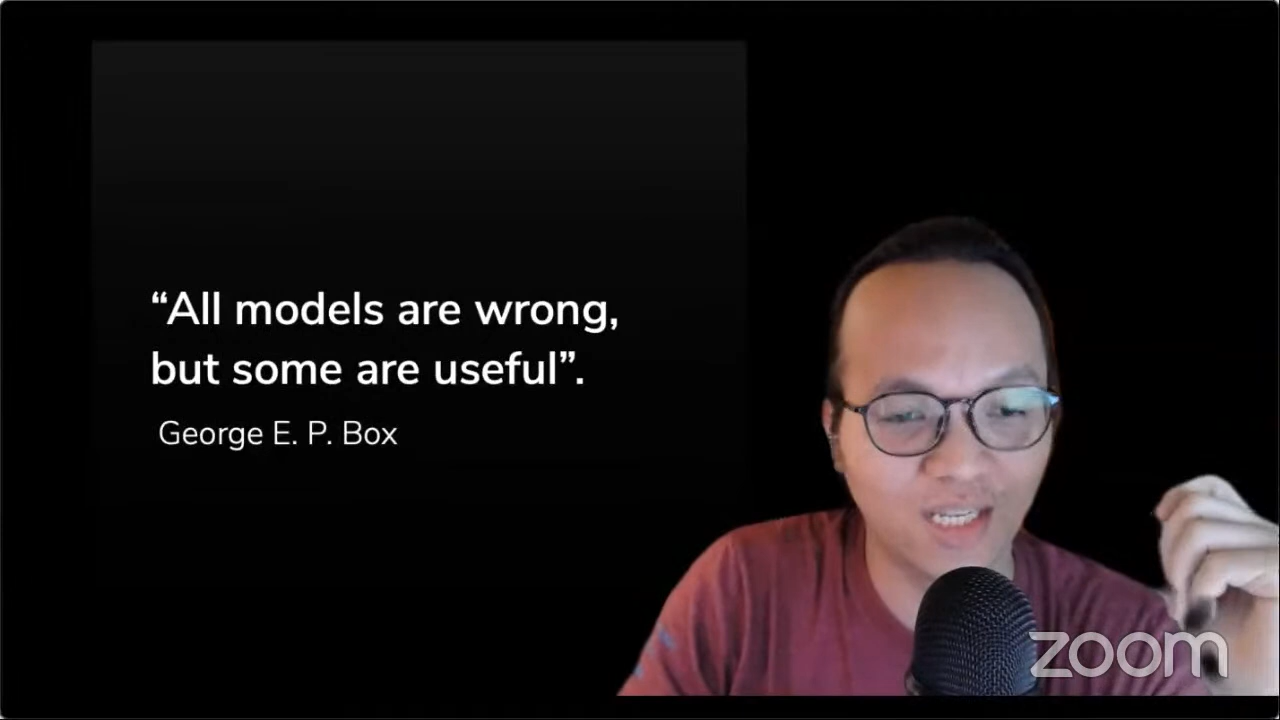 “All models are wrong,
but some are useful”.
George E. P. Box
zoom